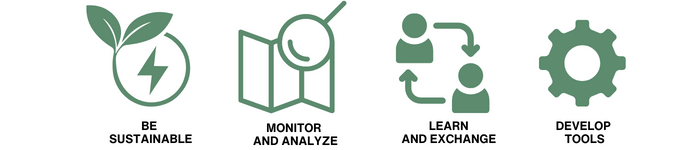 BE
SUSTAINABLE
MONITOR
AND ANALYZE
LEARN
AND EXCHANGE
DEVELOP
TOOLS